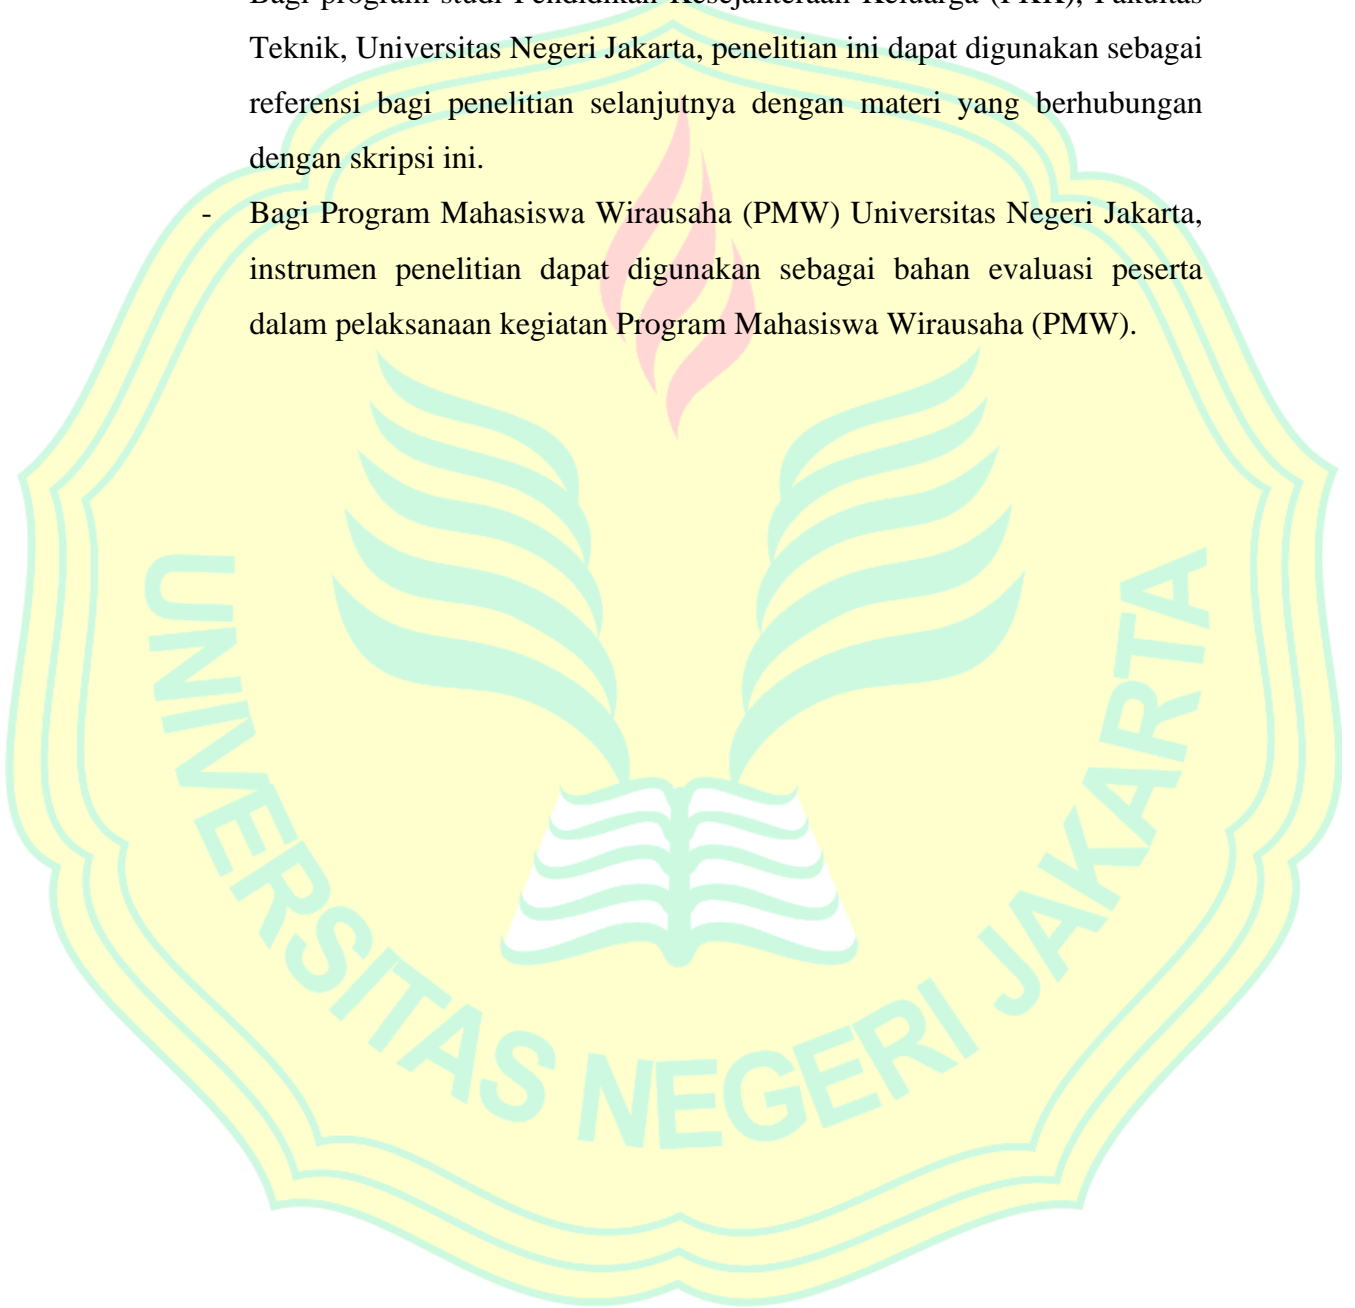 Bagi program studi Pendidikan Kesejahteraan Keluarga (PKK), Fakultas
Teknik, Universitas Negeri Jakarta, penelitian ini dapat digunakan sebagai
referensi bagi penelitian selanjutnya dengan materi yang berhubungan
dengan skripsi ini.
- Bagi Program Mahasiswa Wirausaha (PMW) Universitas Negeri Jakarta,
instrumen penelitian dapat digunakan sebagai bahan evaluasi peserta
dalam pelaksanaan kegiatan Program Mahasiswa Wirausaha (PMW).
UNIVERSITAS NEGERI JAKARTA